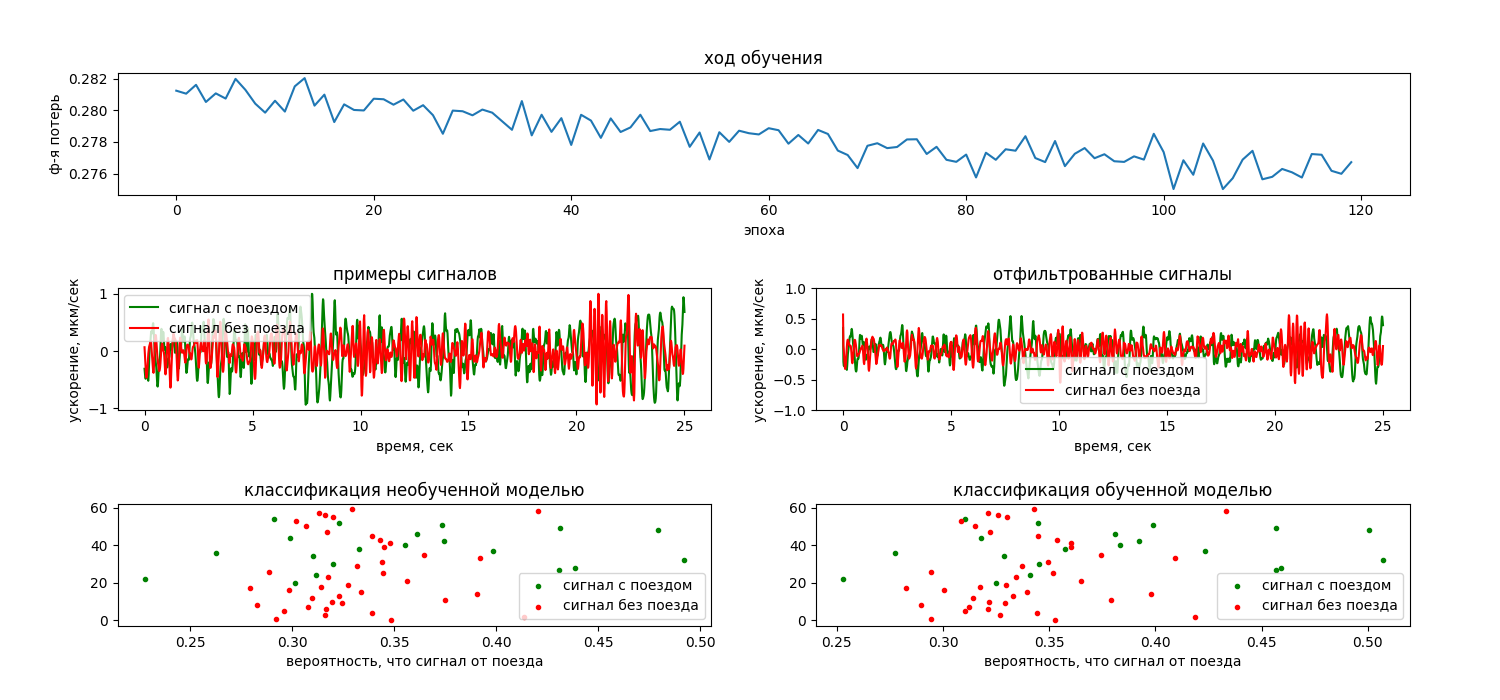 ход обучения
ф-я потерь
0.282
0.280
0.278
0.276
0 20 40 60 80 100 120
эпоха
примеры сигналов
ускорение, мкм/сек
1
0
−1
сигнал с поездом
сигнал без поезда
0 5 10 15 20 25
время, сек
отфильтрованные сигналы
ускорение, мкм/сек
1.0
0.5
0.0
−0.5
−1.0
сигнал с поездом
сигнал без поезда
0 5 10 15 20 25
время, сек
классификация необученной моделью
60
40
20
0
сигнал с поездом
сигнал без поезда
0.25 0.30 0.35 0.40 0.45 0.50
вероятность, что сигнал от поезда
классификация обученной моделью
60
40
20
0
сигнал с поездом
сигнал без поезда
0.25 0.30 0.35 0.40 0.45 0.50
вероятность, что сигнал от поезда